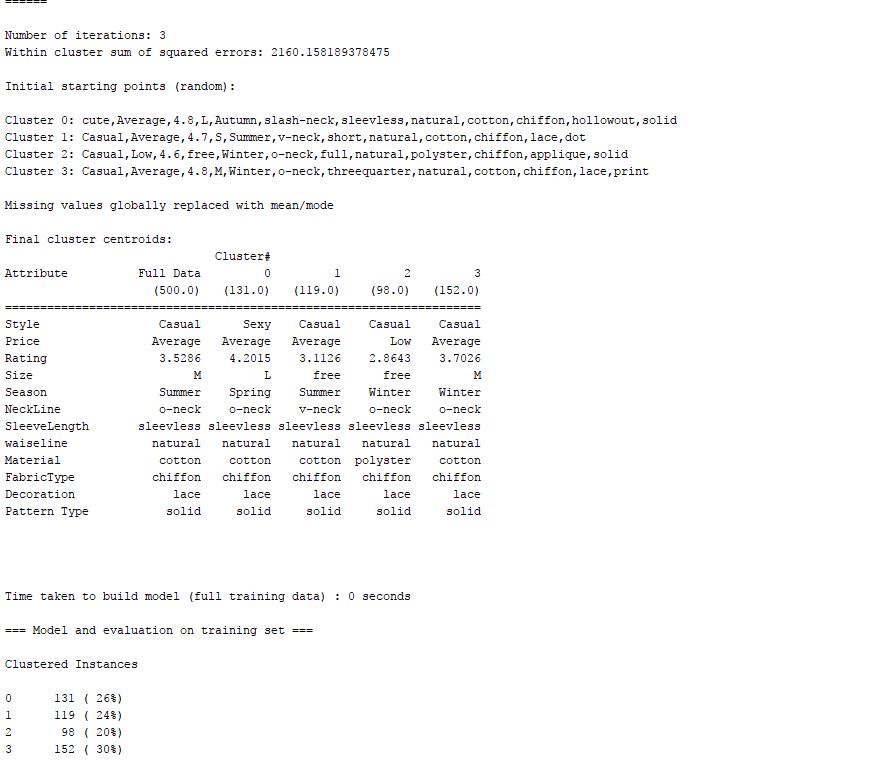 ======
Number of iterations: 3
Within cluster sum of squared errors: 2160.158189378475
Initial starting points (random):
Cluster 0: cute,Average,4.8,L,Autumn,slash-neck,sleevless,natural,cotton,chiffon,hollowout,solid
Cluster 1: Casual,Average,4.7,S,Summer,v-neck,short,natural,cotton,chiffon,lace,dot
Cluster 2: Casual,Low,4.6,free,Winter,o-neck,full,natural,polyster,chiffon,applique,solid
Cluster 3: Casual,Average,4.8,M,Winter,o-neck,threequarter,natural,cotton,chiffon,lace,print
Missing values globally replaced with mean/mode
Final cluster centroids:
Cluster#
Attribute Full Data 0 1 2 3
(500.0) (131.0) (119.0) (98.0) (152.0)
====================================================================
Style Casual Sexy Casual Casual Casual
Price Average Average Average Low Average
Rating 3.5286 4.2015 3.1126 2.8643 3.7026
Size M L free free M
Season Summer Spring Summer Winter Winter
NeckLine o-neck o-neck v-neck o-neck o-neck
SleeveLength sleevless sleevless sleevless sleevless sleevless
waiseline natural natural natural natural natural
Material cotton cotton cotton polyster cotton
FabricType chiffon chiffon chiffon chiffon chiffon
Decoration lace lace lace lace lace
Pattern Type solid solid solid solid solid
Time taken to build model (full training data) : 0 seconds
=== Model and evaluation on training set ===
Clustered Instances
0 131 ( 26%)
1 119 ( 24%)
2 98 ( 20%)
3 152 ( 30%)